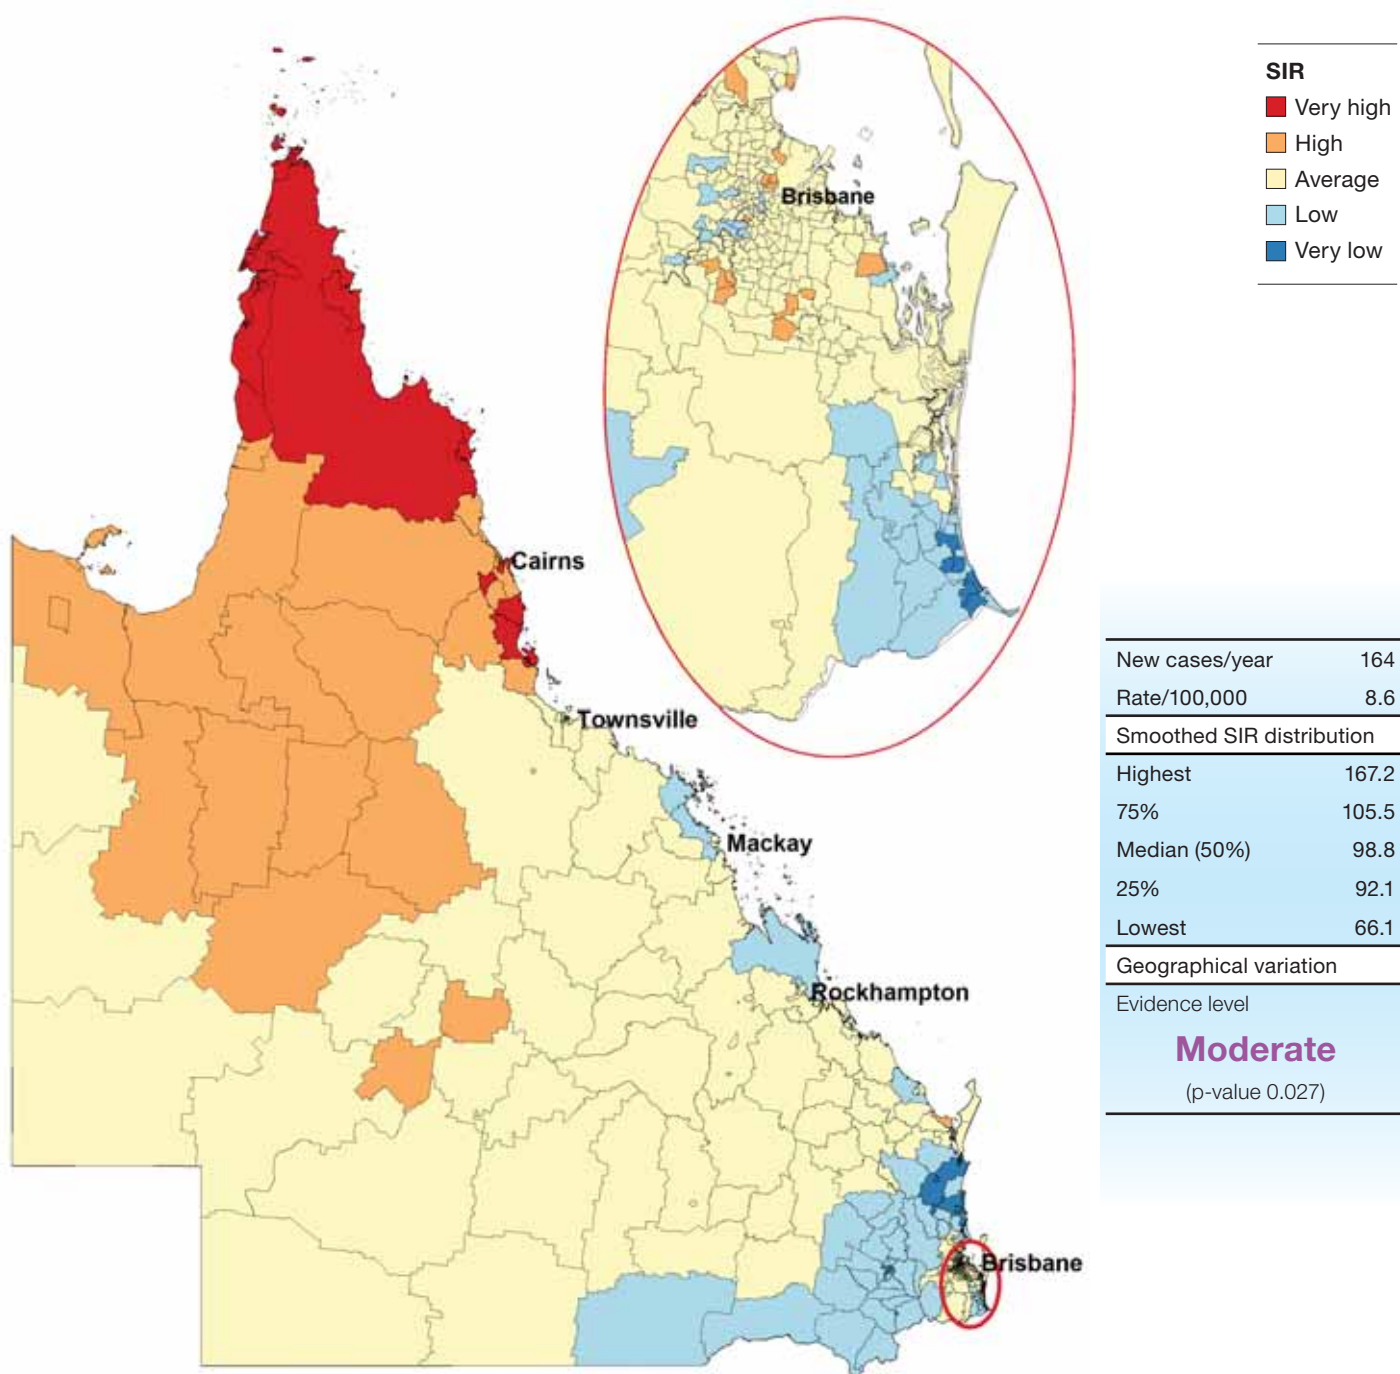 SIR
Very high
High
Average
Low
Very low
Brisbane
Cairns
Townsville
Mackay
Rockhampton
Brisbane
New cases/year 164
Rate/100,000 8.6
Smoothed SIR distribution
Highest 167.2
75% 105.5
Median (50%) 98.8
25% 92.1
Lowest 66.1
Geographical variation
Evidence level
Moderate
(p-value 0.027)